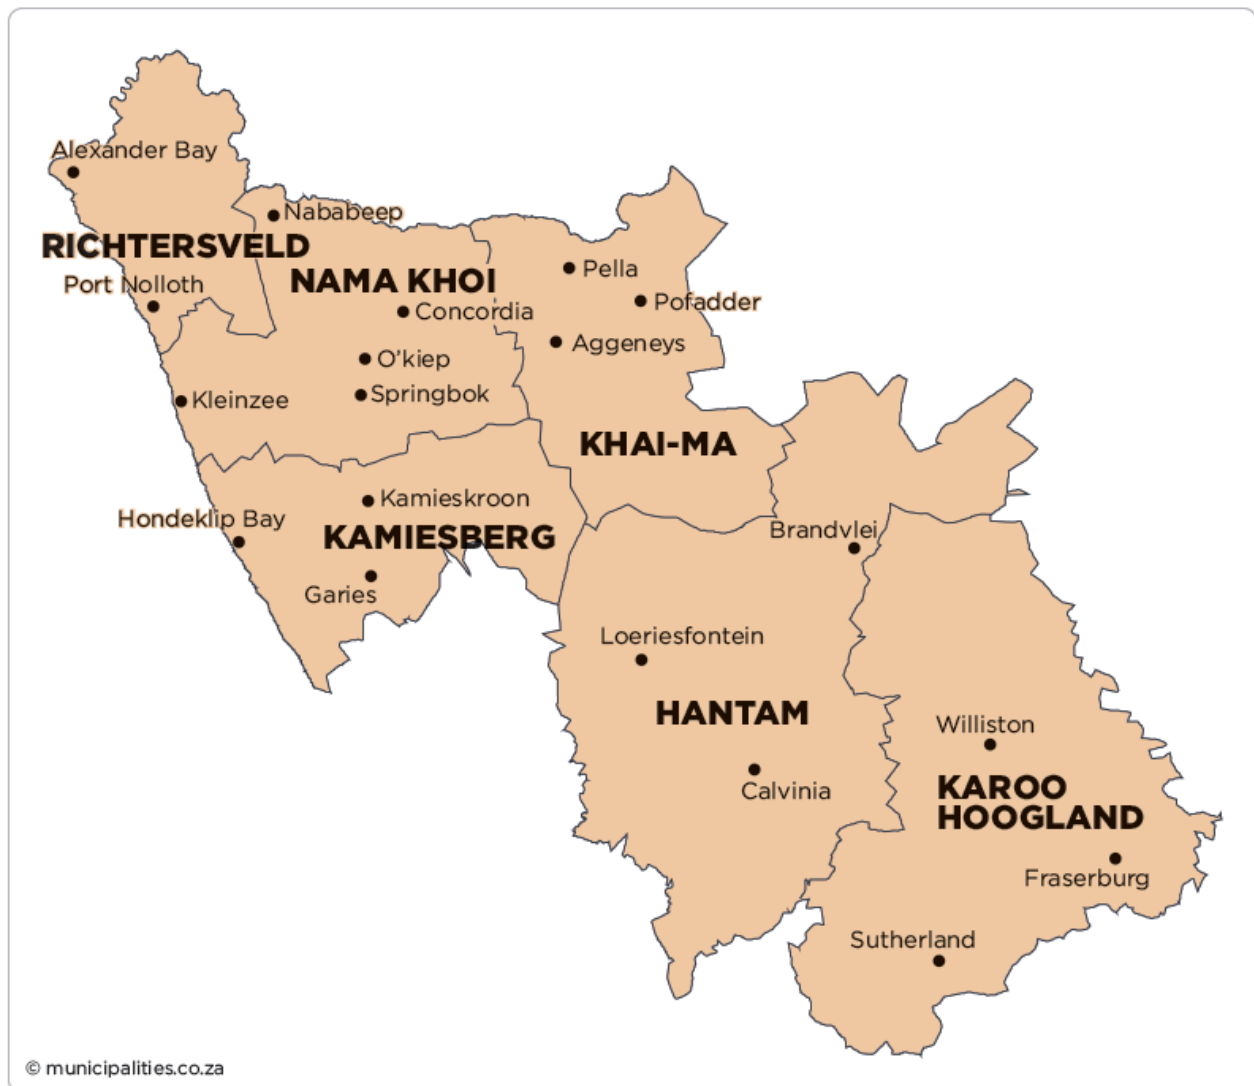 Alexander Bay
Nababeep
RICHTERSVELD
Port Nolloth
NAMA KHOI
Concordia
O'kiep
Springbok
Kleinzee
Pella
Pofadder
Aggeneys
KHAI-MA
Kamieskroon
Hondeklip Bay
KAMIESBERG
Garies
Brandvlei
Loeriesfontein
HANTAM
Calvinia
Williston
KAROO
HOOGLAND
Fraserburg
Sutherland
© municipalities.co.za